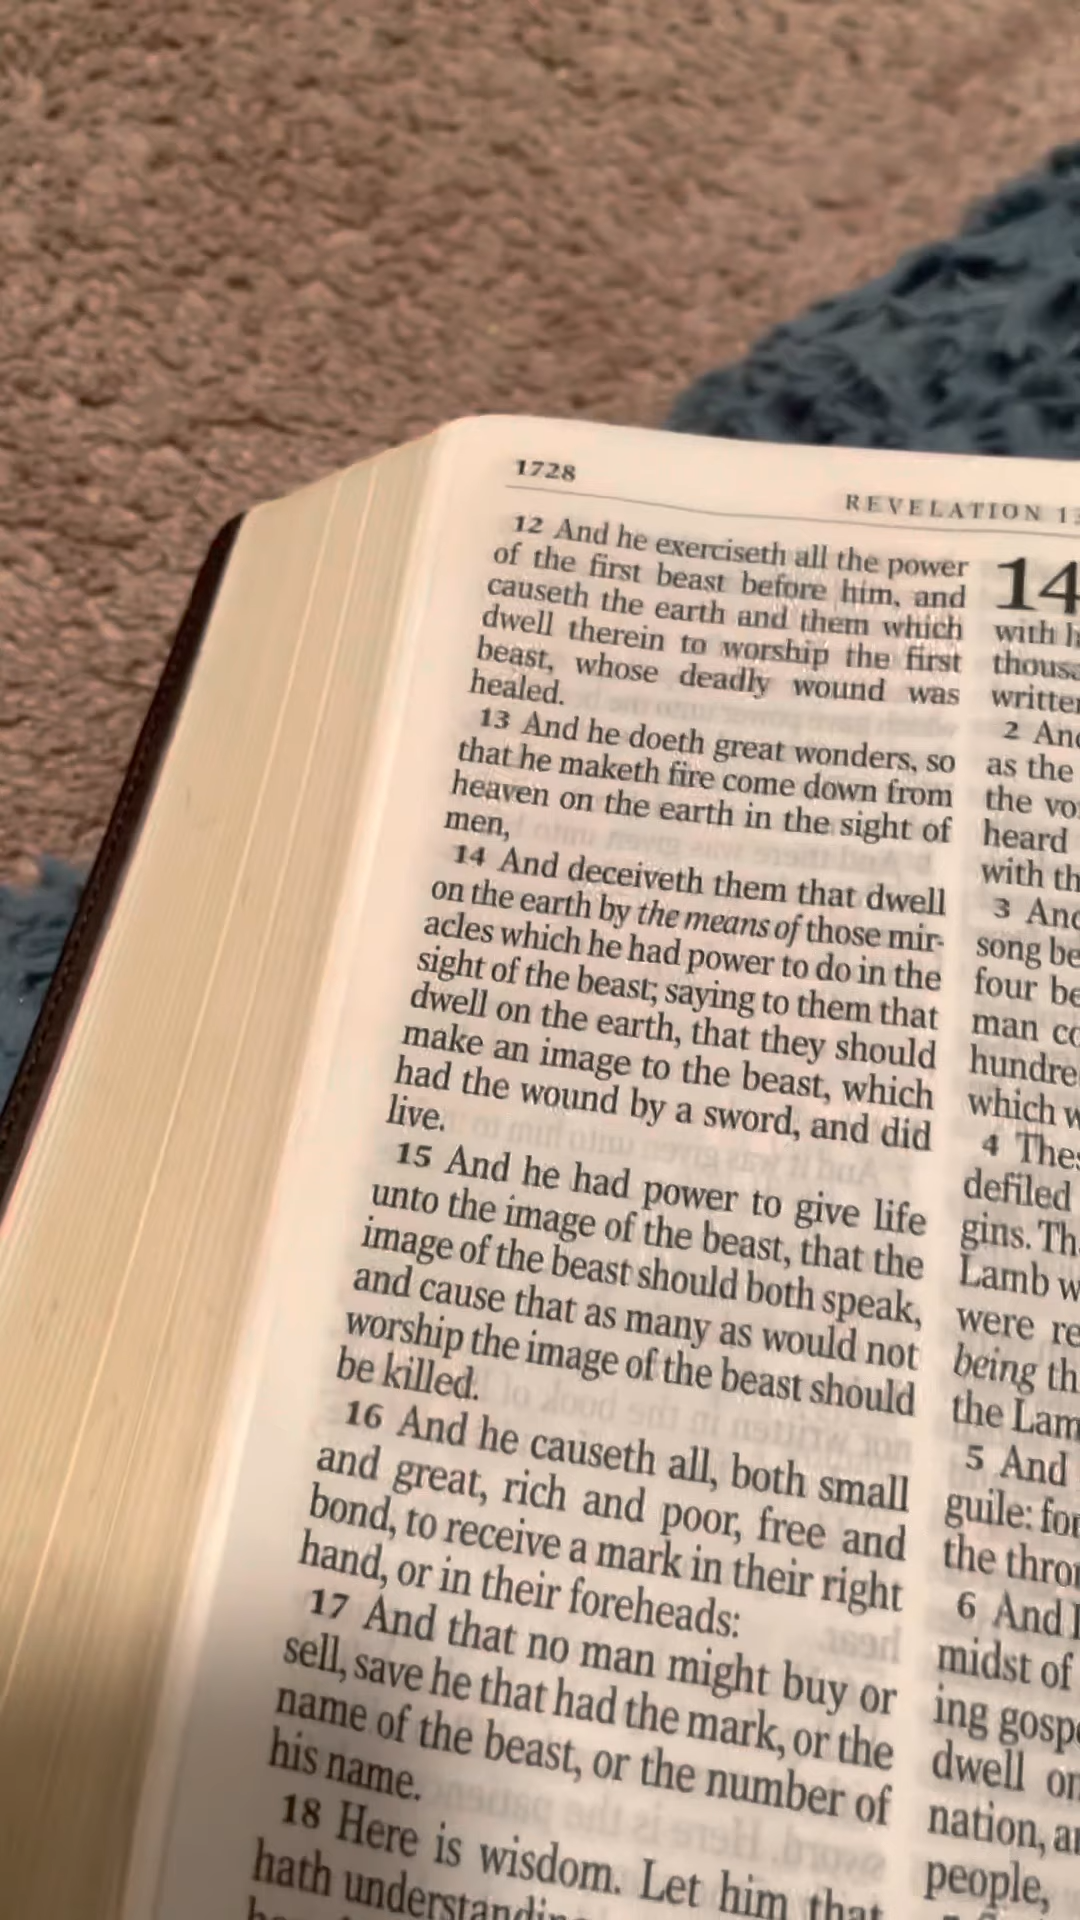 1728
REVELATION 13
12 And he exerciseth all the power
of the first beast before him, and
causeth the earth and them which
dwell therein to worship the first
beast, whose deadly wound was
healed.
13 And he doeth great wonders, so
that he maketh fire come down from
heaven on the earth in the sight of
men,
14 And deceiveth them that dwell
on the earth by the means of those mir-
acles which he had power to do in the
sight of the beast; saying to them that
dwell on the earth, that they should
make an image to the beast, which
had the wound by a sword, and did
live.
15 And he had power to give life
unto the image of the beast, that the
image of the beast should both speak,
and cause that as many as would not
worship the image of the beast should
be killed.
16 And he causeth all, both small
and great, rich and poor, free and
bond, to receive a mark in their right
hand, or in their foreheads:
17 And that no man might buy or
sell, save he that had the mark, or the
name of the beast, or the number of
his name.
18 Here is wisdom. Let him that
hath
14
with
written
2
as the
the
heard
with
3
song
four
man
which
4
defiled
gins.
Lamb
were
being
the
5 And
guile:
the
6 And
midst of
ing
dwell
nation,
people,